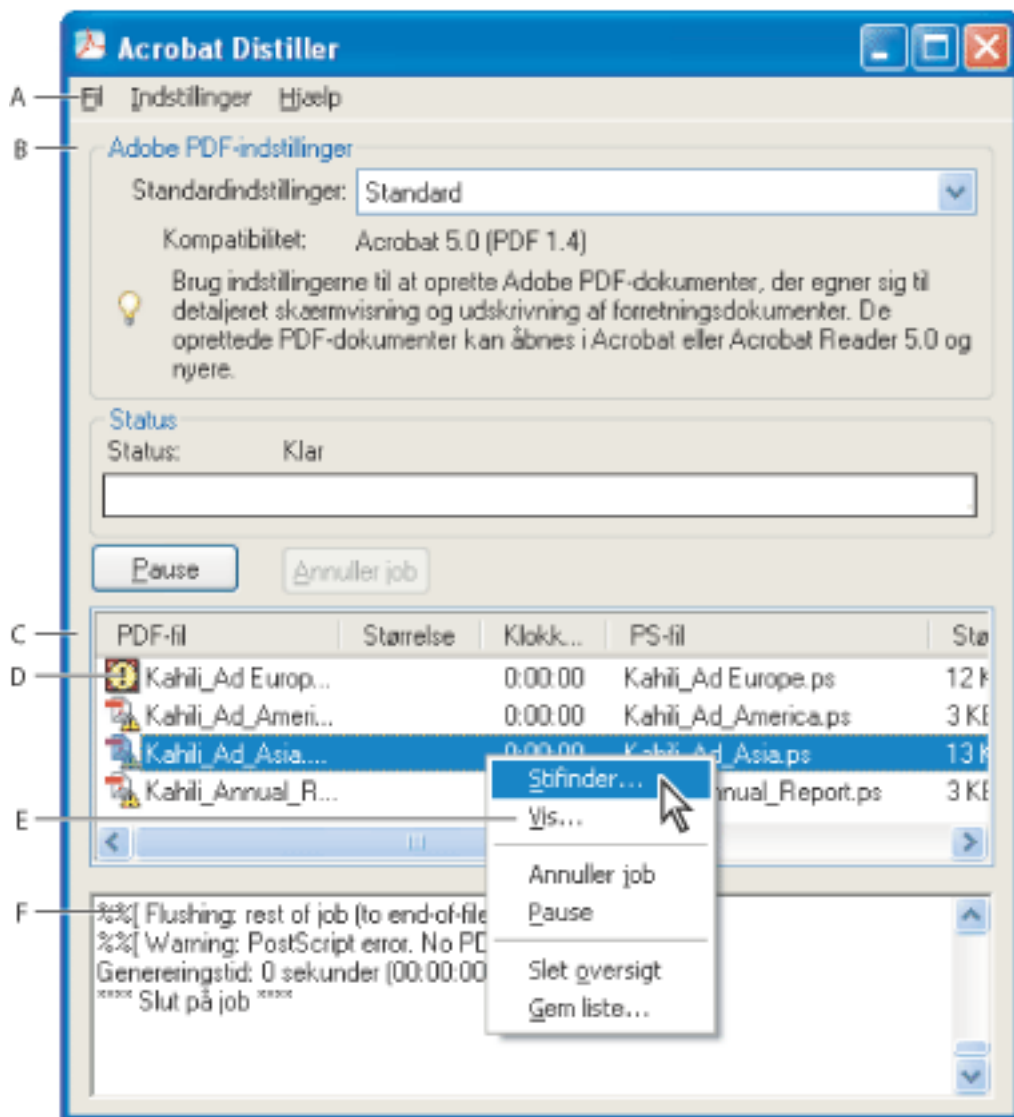 Acrobat Distiller
A Fil Indstillinger Hjælp
B Adobe PDF-indstillinger
Standardindstillinger: Standard
Kompatibilitet: Acrobat 5.0 (PDF 1.4)
Brug indstillingerne til at oprette Adobe PDF-dokumenter, der egner sig til
detaljeret skærmvisning og udskrivning af forretningsdokumenter. De
oprettede PDF-dokumenter kan åbnes i Acrobat eller Acrobat Reader 5.0 og
nyere.
Status
Status: Klar
Pause Annuller job
C PDF-fil Størrelse Klokk... PS-fil Stø
D Kahili_Ad Europ... 0:00:00 Kahili_Ad Europe.ps 12 K
Kahili_Ad_Ameri... 0:00:00 Kahili_Ad_America.ps 3 KB
Kahili_Ad_Asia.... 0:00:00 Kahili_Ad_Asia.ps 13 K
Kahili_Annual_R... nnual_Report.ps 3 KB
Stifinder...
E Vis...
Annuller job
Pause
Slet oversigt
Gem liste...
F %%[ Flushing: rest of job (to end-of-file
%%[ Warning: PostScript error. No PD
Genereringstid: 0 sekunder (00:00:00
**** Slut på job ****